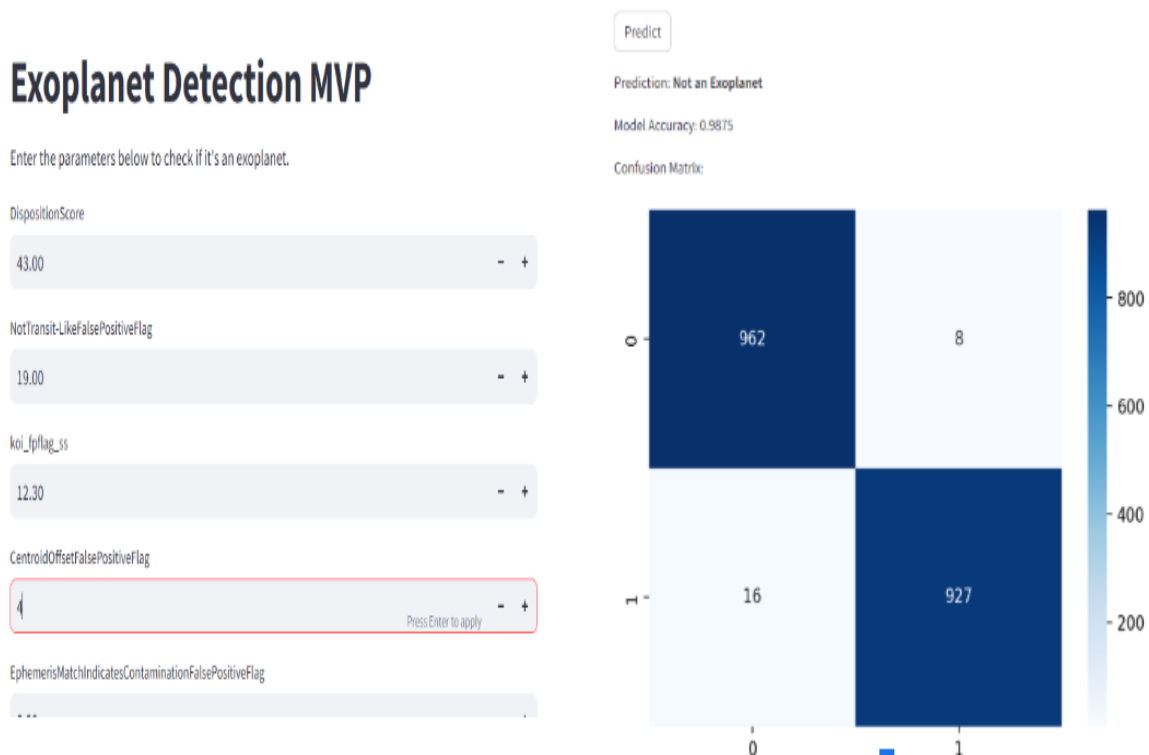 Exoplanet Detection MVP
Enter the parameters below to check if it's an exoplanet.
DispositionScore
43.00
- +
NotTransit-LikeFalsePositiveFlag
19.00
- +
koi_fpflag_ss
12.30
- +
CentroidOffsetFalsePositiveFlag
4
Press Enter to apply
- +
EphemerisMatchIndicatesContaminationFalsePositiveFlag
Predict
Prediction: Not an Exoplanet
Model Accuracy: 0.9875
Confusion Matrix:
0
962
8
1
16
927
0
1
800
600
400
200